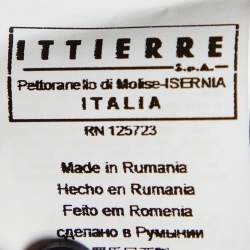 ITTIERRE
S.p.A.
Pettoranello di Molise-ISERNIA
ITALIA
RN 125723
Made in Rumania
Hecho en Rumania
Feito em Romenia
сделано в Румынии